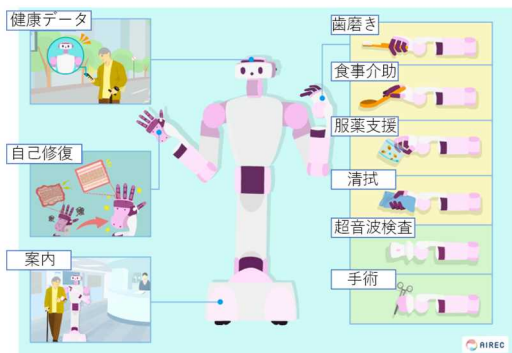 健康データ
自己修復
案内
歯磨き
食事介助
服薬支援
清拭
超音波検査
手術
AIREC